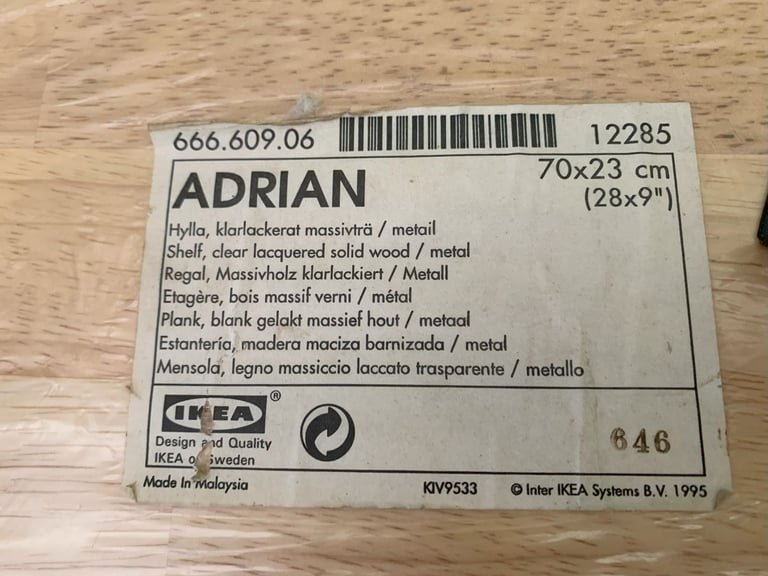 666.609.06 12285
ADRIAN 70x23 cm
(28x9")
Hylla, klarlackerat massivträ / metail
Shelf, clear lacquered solid wood / metal
Regal, Massivholz klarlackiert / Metall
Etagère, bois massif verni / métal
Plank, blank gelakt massief hout / metaal
Estantería, madera maciza barnizada / metal
Mensola, legno massiccio laccato trasparente / metallo
IKEA ®
Design and Quality
IKEA of Sweden
646
Made In Malaysia KIV9533 © Inter IKEA Systems B.V. 1995